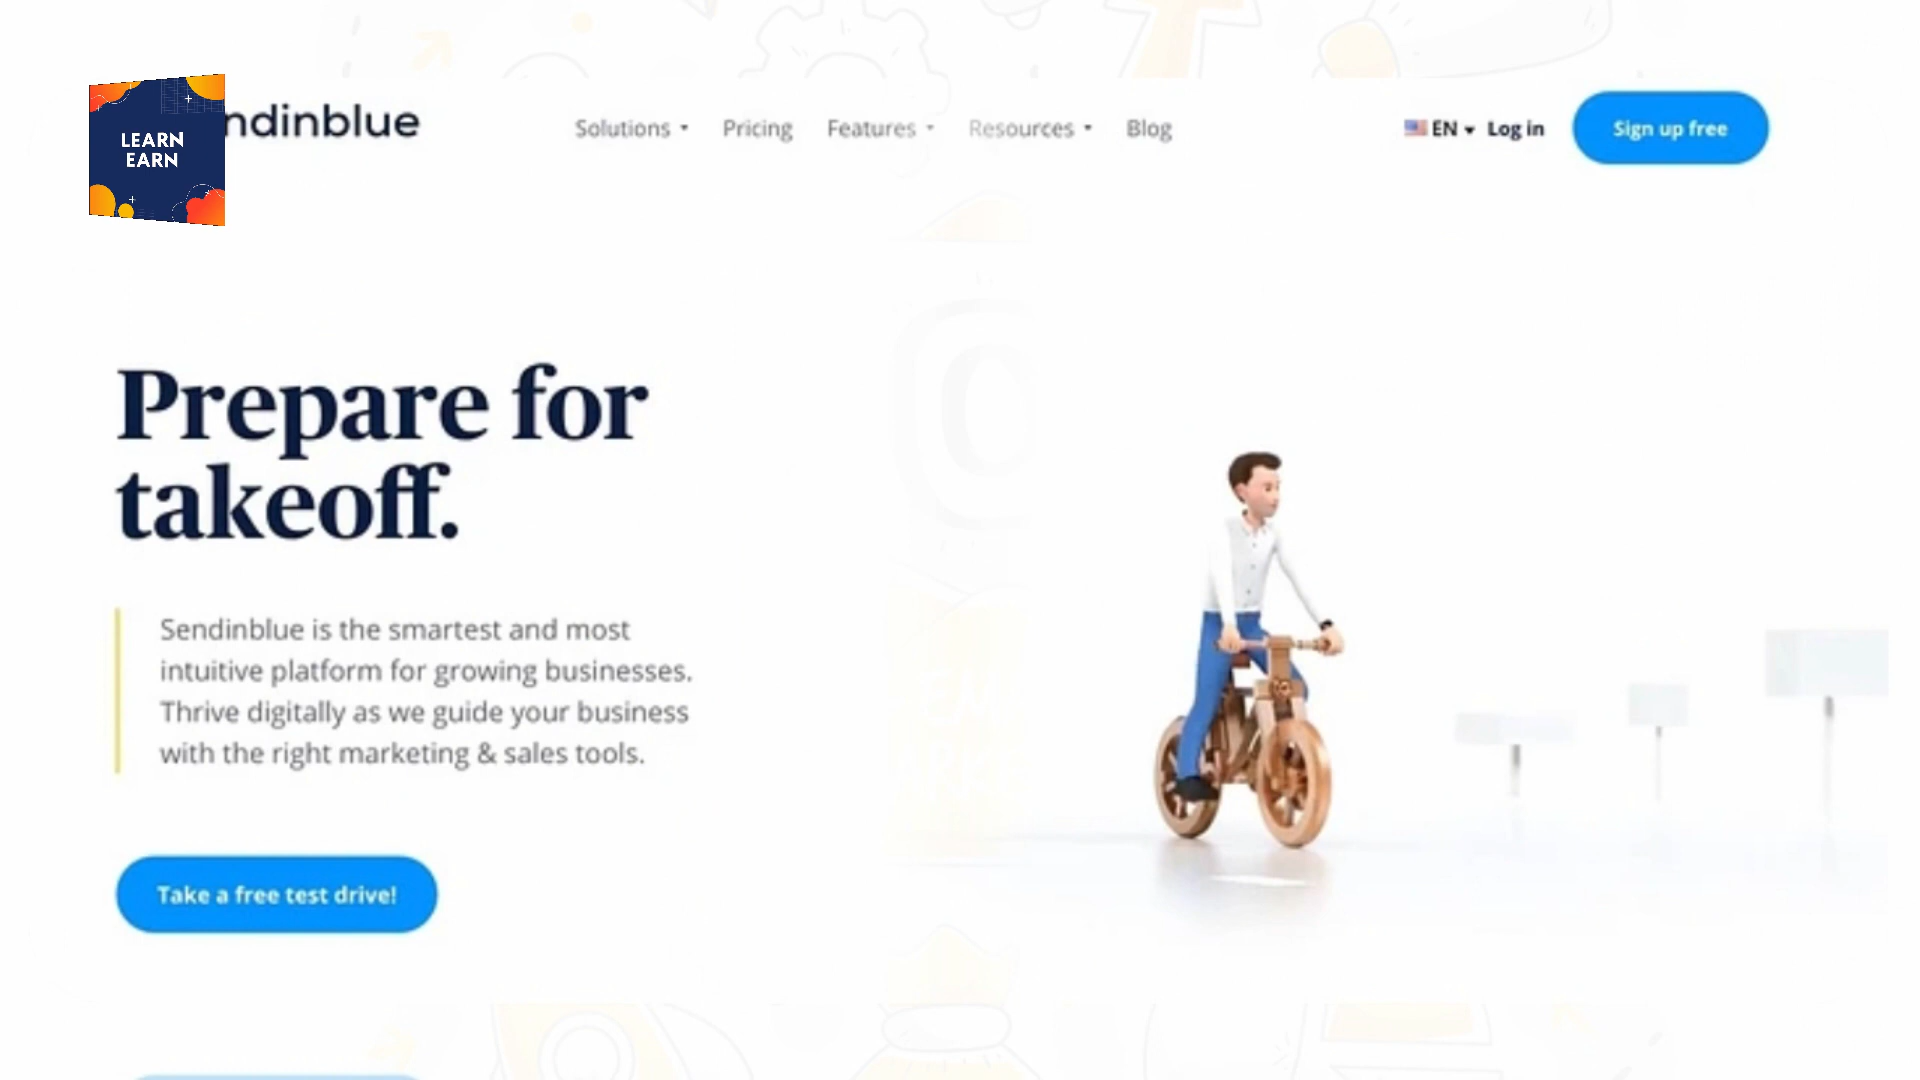 LEARN
EARN
ndinblue
Solutions
Pricing
Features
Resources
Blog
EN
Log in
Sign up free
Prepare for
takeoff.
Sendinblue is the smartest and most
intuitive platform for growing businesses.
Thrive digitally as we guide your business
with the right marketing & sales tools.
Take a free test drive!